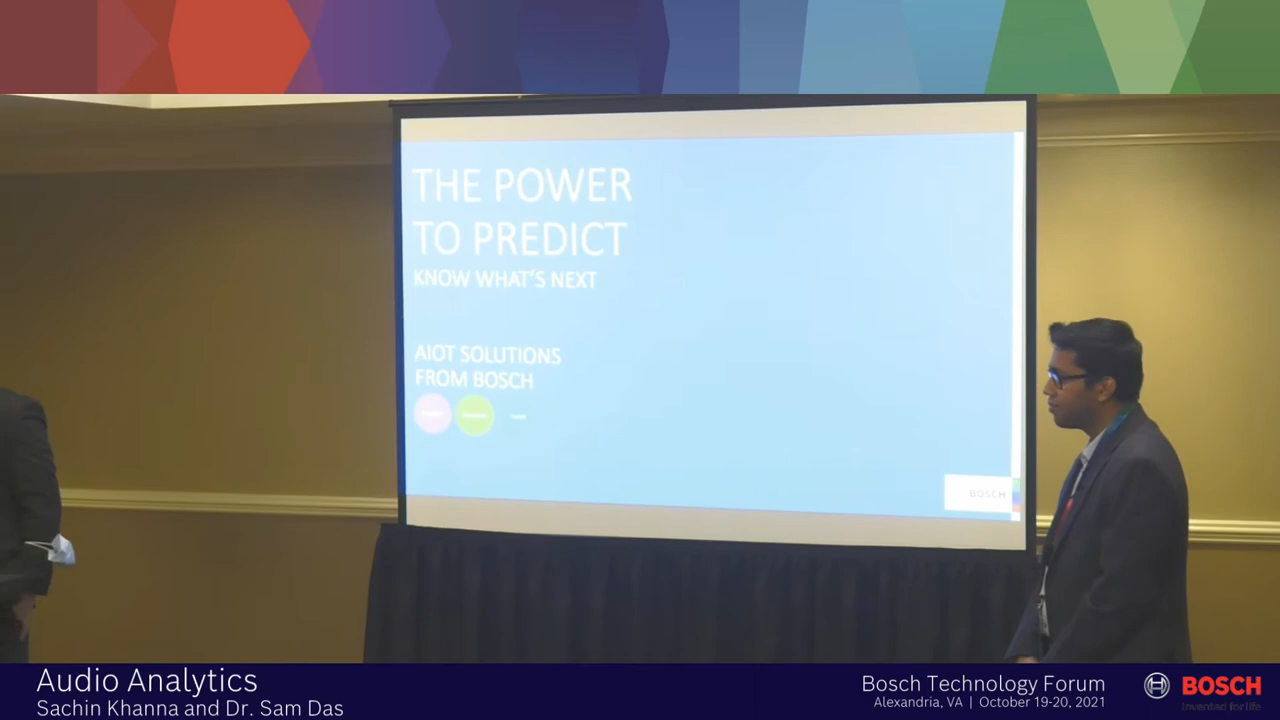 THE POWER
TO PREDICT
KNOW WHAT'S NEXT
AIOT SOLUTIONS
FROM BOSCH
BOSCH
Audio Analytics
Sachin Khanna and Dr. Sam Das
Bosch Technology Forum
Alexandria, VA | October 19-20, 2021
BOSCH
Invented for life